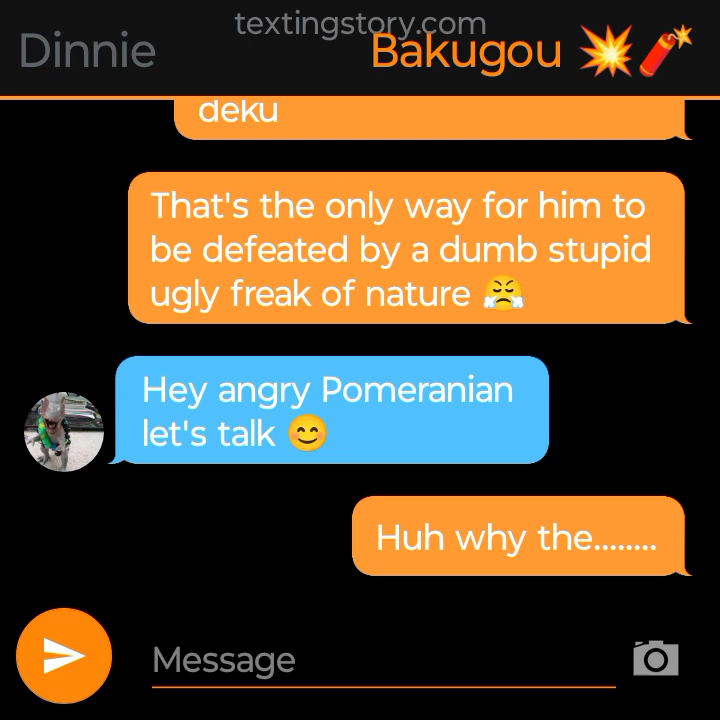 textingstory.com
Dinnie
Bakugou 💥🧨
deku
That's the only way for him to
be defeated by a dumb stupid
ugly freak of nature 😤
Hey angry Pomeranian
let's talk 😊
Huh why the........
Message